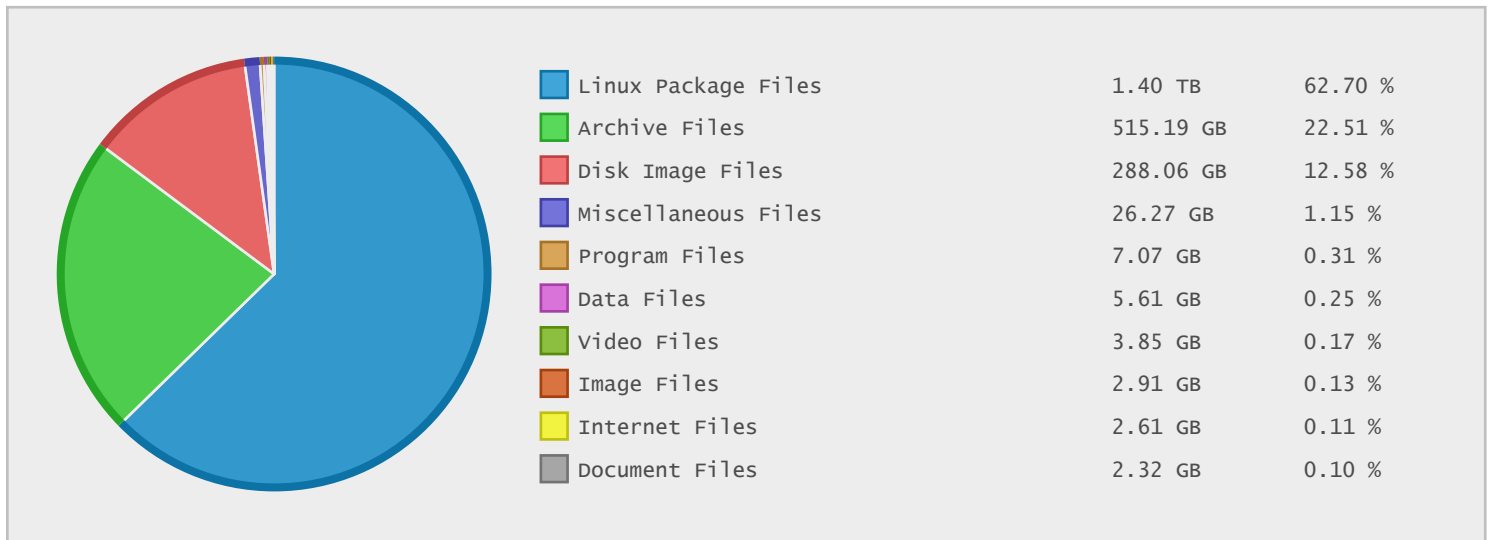 Linux Package Files 1.40 TB 62.70 %
Archive Files 515.19 GB 22.51 %
Disk Image Files 288.06 GB 12.58 %
Miscellaneous Files 26.27 GB 1.15 %
Program Files 7.07 GB 0.31 %
Data Files 5.61 GB 0.25 %
Video Files 3.85 GB 0.17 %
Image Files 2.91 GB 0.13 %
Internet Files 2.61 GB 0.11 %
Document Files 2.32 GB 0.10 %